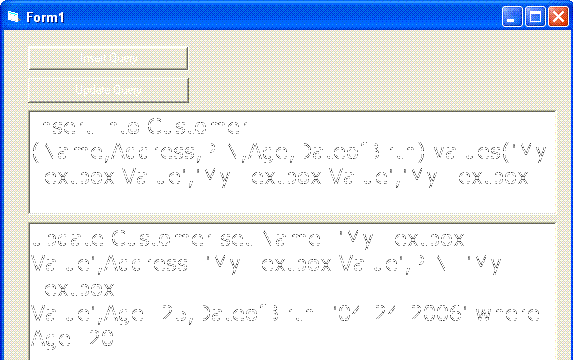 Form1
Insert Query
Update Query
Insert into Customer
(Name,Address,PIN,Age,DateofBirth) values('My
Textbox Value','My Textbox Value','My Textbox
Update Customer set Name='My Textbox
Value',Address='My Textbox Value',PIN='My
Textbox
Value',Age=25,DateofBirth='04-24-2006' where
Age=20